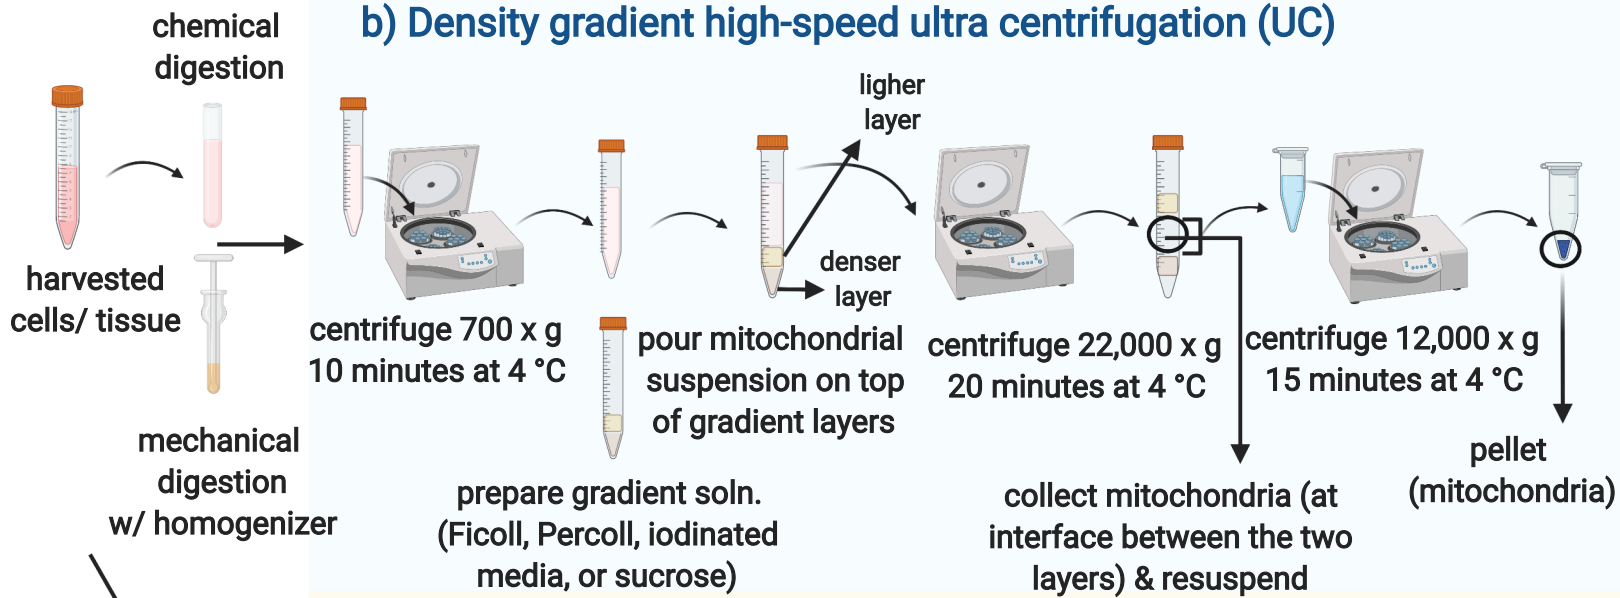 b) Density gradient high-speed ultra centrifugation (UC)
chemical
digestion
harvested
cells/ tissue
mechanical
digestion
w/ homogenizer
centrifuge 700 x g
10 minutes at 4 °C
prepare gradient soln.
(Ficoll, Percoll, iodinated
media, or sucrose)
ligher
layer
denser
layer
pour mitochondrial
suspension on top
of gradient layers
centrifuge 22,000 x g
20 minutes at 4 °C
collect mitochondria (at
interface between the two
layers) & resuspend
centrifuge 12,000 x g
15 minutes at 4 °C
pellet
(mitochondria)